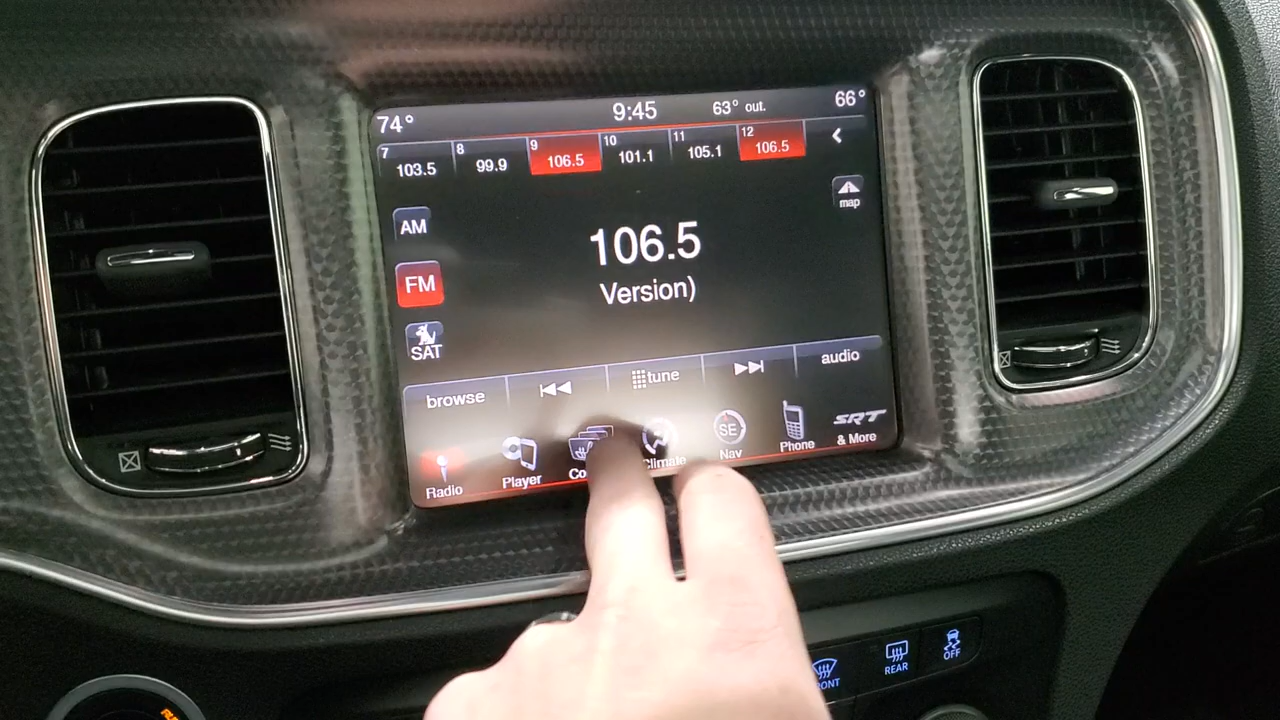 74° 9:45 63° out. 66°
7 8 9 10 11 12
103.5 99.9 106.5 101.1 105.1 106.5
map
AM
106.5
FM
Version)
SAT
browse tune audio
SE
SRT
Radio Player Climate Nav Phone & More
REAR
OFF